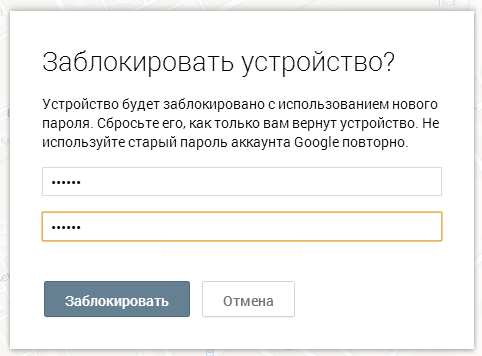 Заблокировать устройство?
Устройство будет заблокировано с использованием нового
пароля. Сбросьте его, как только вам вернут устройство. Не
используйте старый пароль аккаунта Google повторно.
••••••
••••••
Заблокировать
Отмена